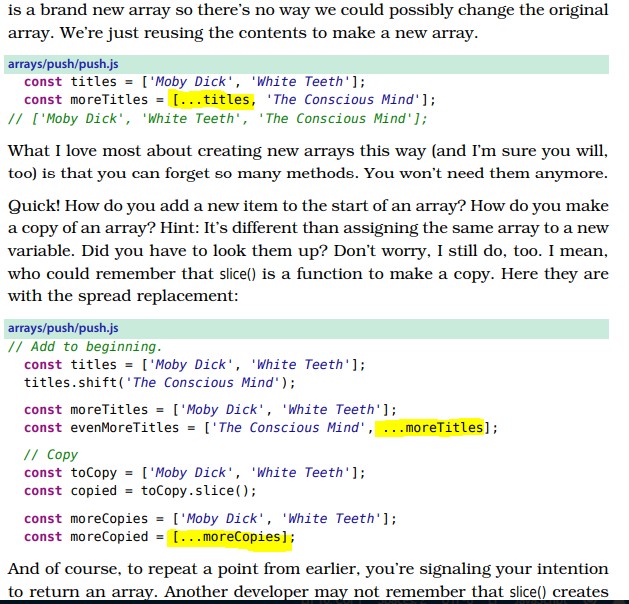 is a brand new array so there's no way we could possibly change the original
array. We're just reusing the contents to make a new array.
arrays/push/push.js
const titles = ['Moby Dick', 'White Teeth'];
const moreTitles = [...titles, 'The Conscious Mind'];
// ['Moby Dick', 'White Teeth', 'The Conscious Mind'];
What I love most about creating new arrays this way (and I'm sure you will,
too) is that you can forget so many methods. You won't need them anymore.
Quick! How do you add a new item to the start of an array? How do you make
a copy of an array? Hint: It's different than assigning the same array to a new
variable. Did you have to look them up? Don't worry, I still do, too. I mean,
who could remember that slice() is a function to make a copy. Here they are
with the spread replacement:
arrays/push/push.js
// Add to beginning.
const titles = ['Moby Dick', 'White Teeth'];
titles.shift('The Conscious Mind');
const moreTitles = ['Moby Dick', 'White Teeth'];
const evenMoreTitles = ['The Conscious Mind', ...moreTitles];
// Copy
const toCopy = ['Moby Dick', 'White Teeth'];
const copied = toCopy.slice();
const moreCopies = ['Moby Dick', 'White Teeth'];
const moreCopied = [...moreCopies];
And of course, to repeat a point from earlier, you're signaling your intention
to return an array. Another developer may not remember that slice() creates